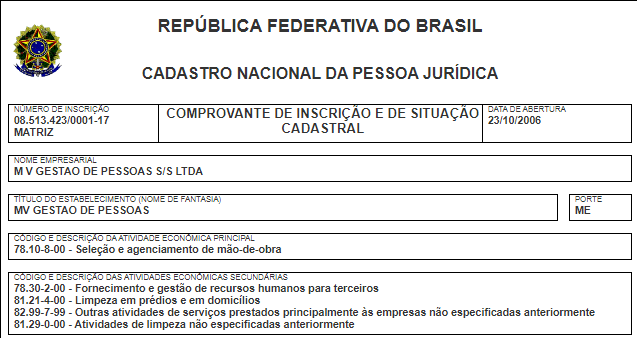 REPÚBLICA FEDERATIVA DO BRASIL
CADASTRO NACIONAL DA PESSOA JURÍDICA
NÚMERO DE INSCRIÇÃO
08.513.423/0001-17
MATRIZ
COMPROVANTE DE INSCRIÇÃO E DE SITUAÇÃO
CADASTRAL
DATA DE ABERTURA
23/10/2006
NOME EMPRESARIAL
M V GESTAO DE PESSOAS S/S LTDA
TÍTULO DO ESTABELECIMENTO (NOME DE FANTASIA)
MV GESTAO DE PESSOAS
PORTE
ME
CÓDIGO E DESCRIÇÃO DA ATIVIDADE ECONÔMICA PRINCIPAL
78.10-8-00 - Seleção e agenciamento de mão-de-obra
CÓDIGO E DESCRIÇÃO DAS ATIVIDADES ECONÔMICAS SECUNDÁRIAS
78.30-2-00 - Fornecimento e gestão de recursos humanos para terceiros
81.21-4-00 - Limpeza em prédios e em domicílios
82.99-7-99 - Outras atividades de serviços prestados principalmente às empresas não especificadas anteriormente
81.29-0-00 - Atividades de limpeza não especificadas anteriormente